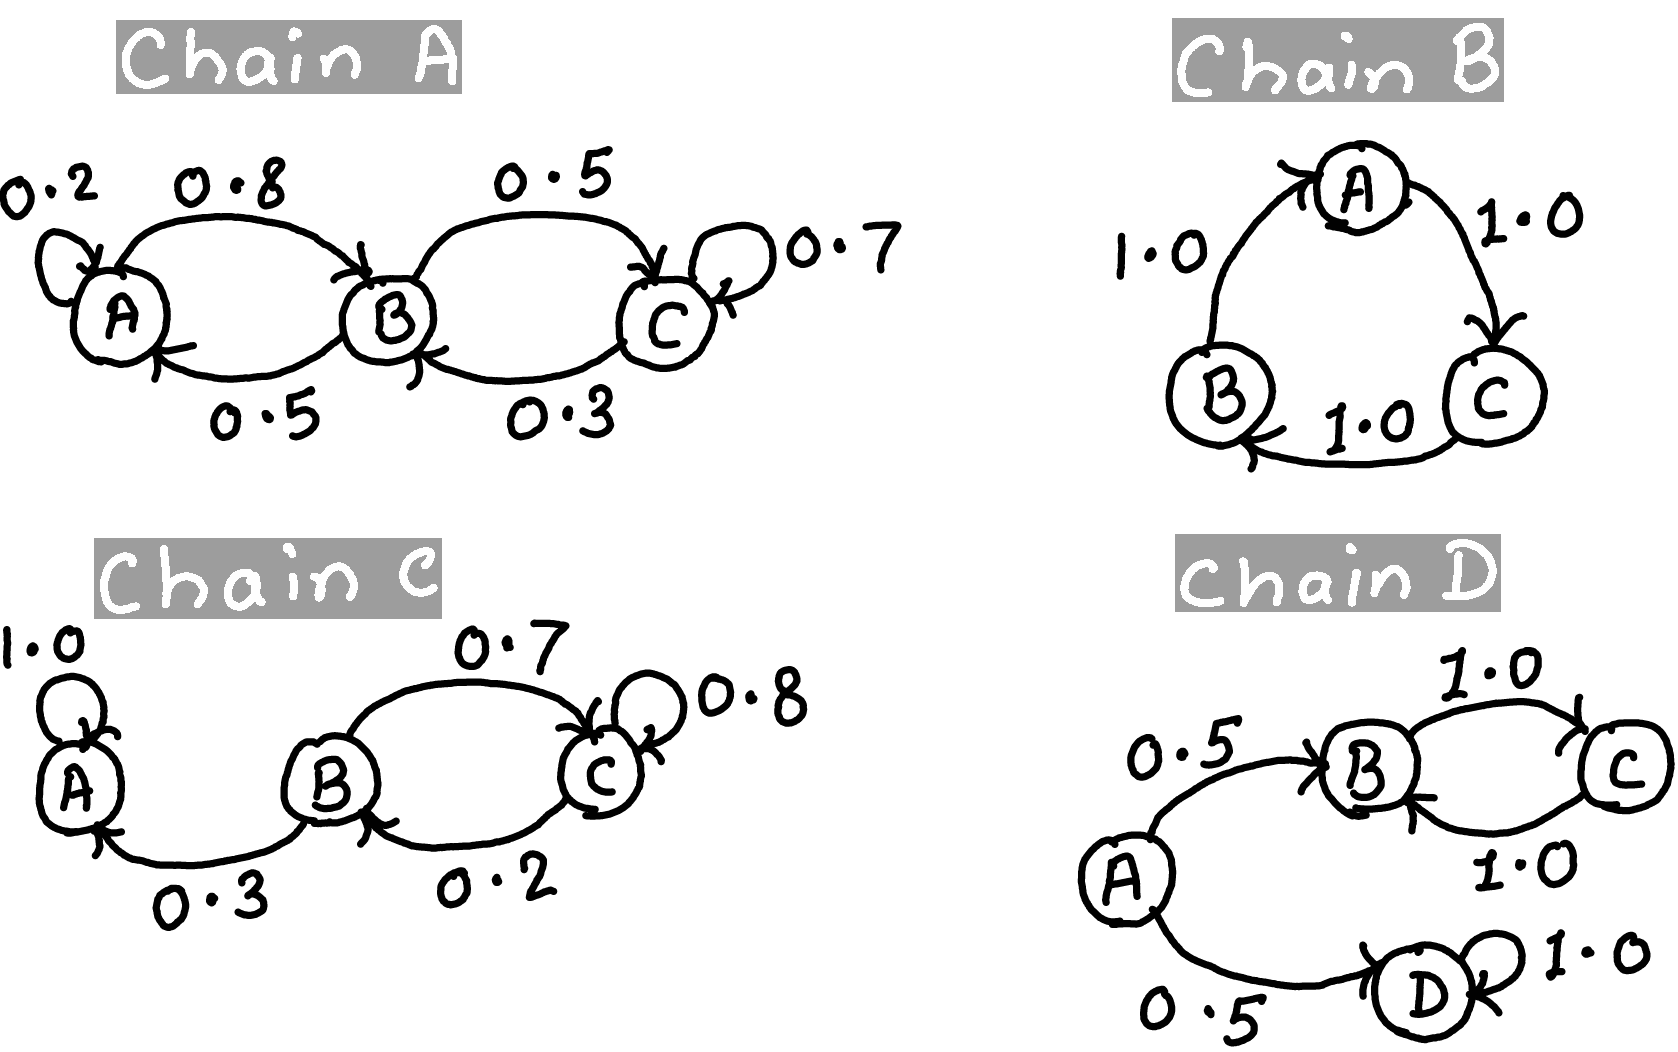 Chain A
0.2 0.8 0.5 0.7
A B C
0.5 0.3
Chain B
A
1.0 1.0
B C
1.0
Chain C
1.0 0.7 0.8
A B C
0.3 0.2
Chain D
1.0
0.5 B C
1.0
A
0.5 D 1.0